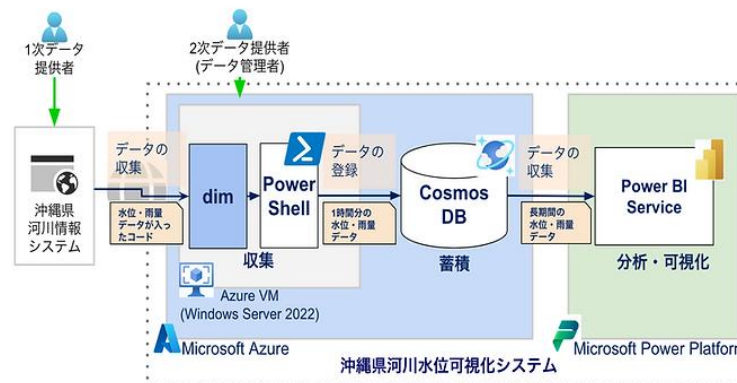 1次データ
提供者
2次データ提供者
(データ管理者)
沖縄県
河川情報
システム
データの
収集
水位・雨量
データが入っ
たコード
dim
Power
Shell
収集
データの
登録
1時間分の
水位・雨量
データ
Cosmos
DB
蓄積
データの
収集
長期間の
水位・雨量
データ
Power BI
Service
分析・可視化
Azure VM
(Windows Server 2022)
Microsoft Azure
Microsoft Power Platform
沖縄県河川水位可視化システム